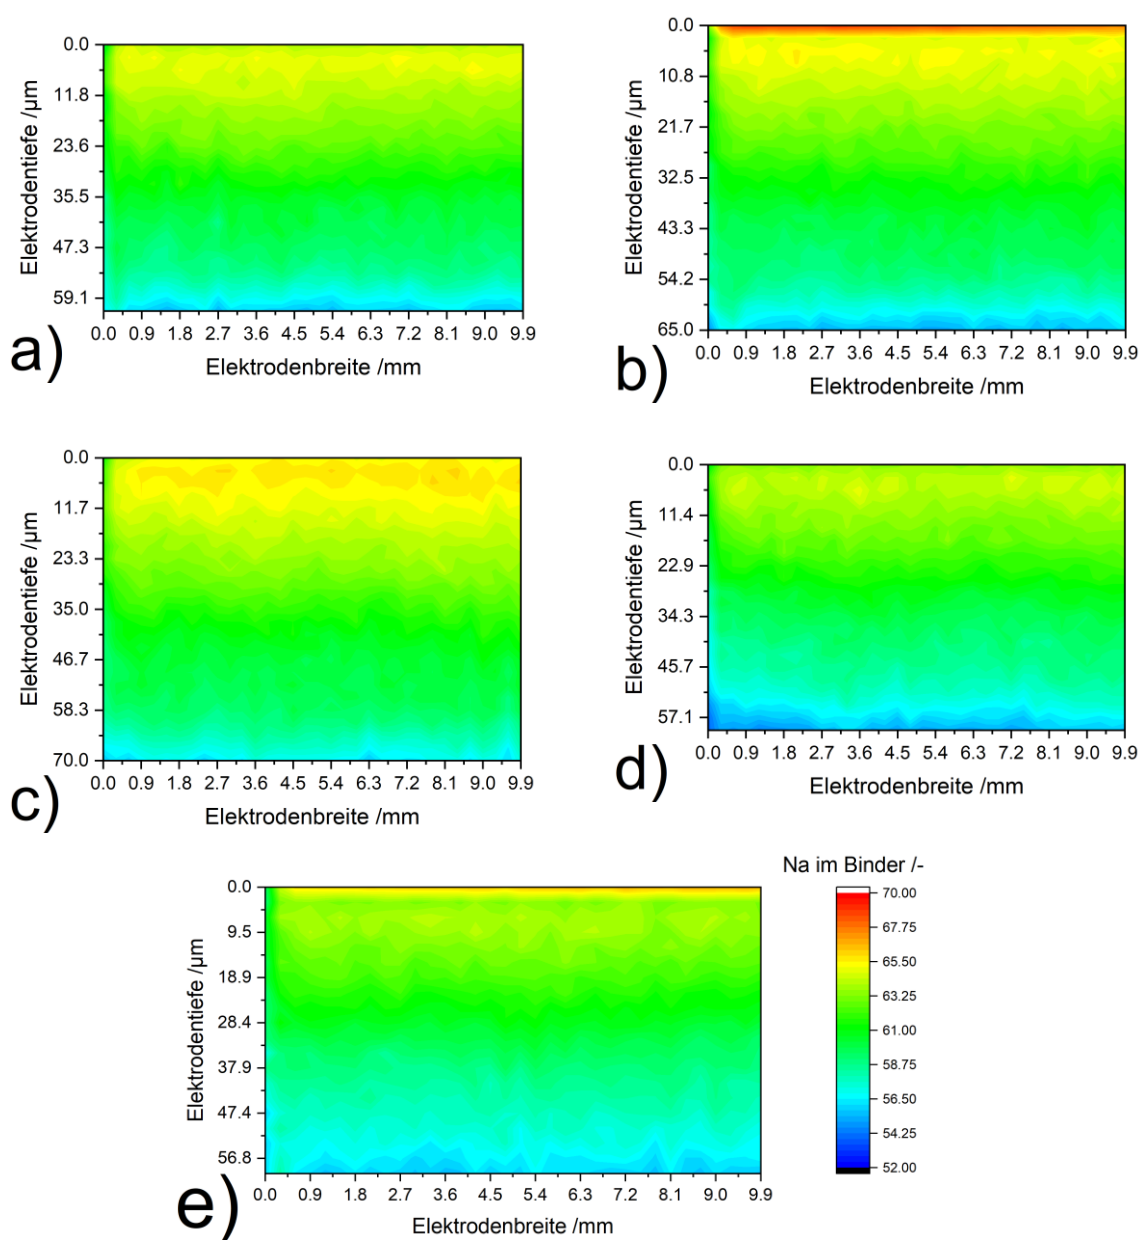 0.0
11.8
23.6
35.5
47.3
59.1
Elektrodentiefe /µm
0.0 0.9 1.8 2.7 3.6 4.5 5.4 6.3 7.2 8.1 9.0 9.9
Elektrodenbreite /mm
a)
0.0
10.8
21.7
32.5
43.3
54.2
65.0
Elektrodentiefe /µm
0.0 0.9 1.8 2.7 3.6 4.5 5.4 6.3 7.2 8.1 9.0 9.9
Elektrodenbreite /mm
b)
0.0
11.7
23.3
35.0
46.7
58.3
70.0
Elektrodentiefe /µm
0.0 0.9 1.8 2.7 3.6 4.5 5.4 6.3 7.2 8.1 9.0 9.9
Elektrodenbreite /mm
c)
0.0
11.4
22.9
34.3
45.7
57.1
Elektrodentiefe /µm
0.0 0.9 1.8 2.7 3.6 4.5 5.4 6.3 7.2 8.1 9.0 9.9
Elektrodenbreite /mm
d)
0.0
9.5
18.9
28.4
37.9
47.4
56.8
Elektrodentiefe /µm
0.0 0.9 1.8 2.7 3.6 4.5 5.4 6.3 7.2 8.1 9.0 9.9
Elektrodenbreite /mm
e)
Na im Binder /-
70.00
67.75
65.50
63.25
61.00
58.75
56.50
54.25
52.00